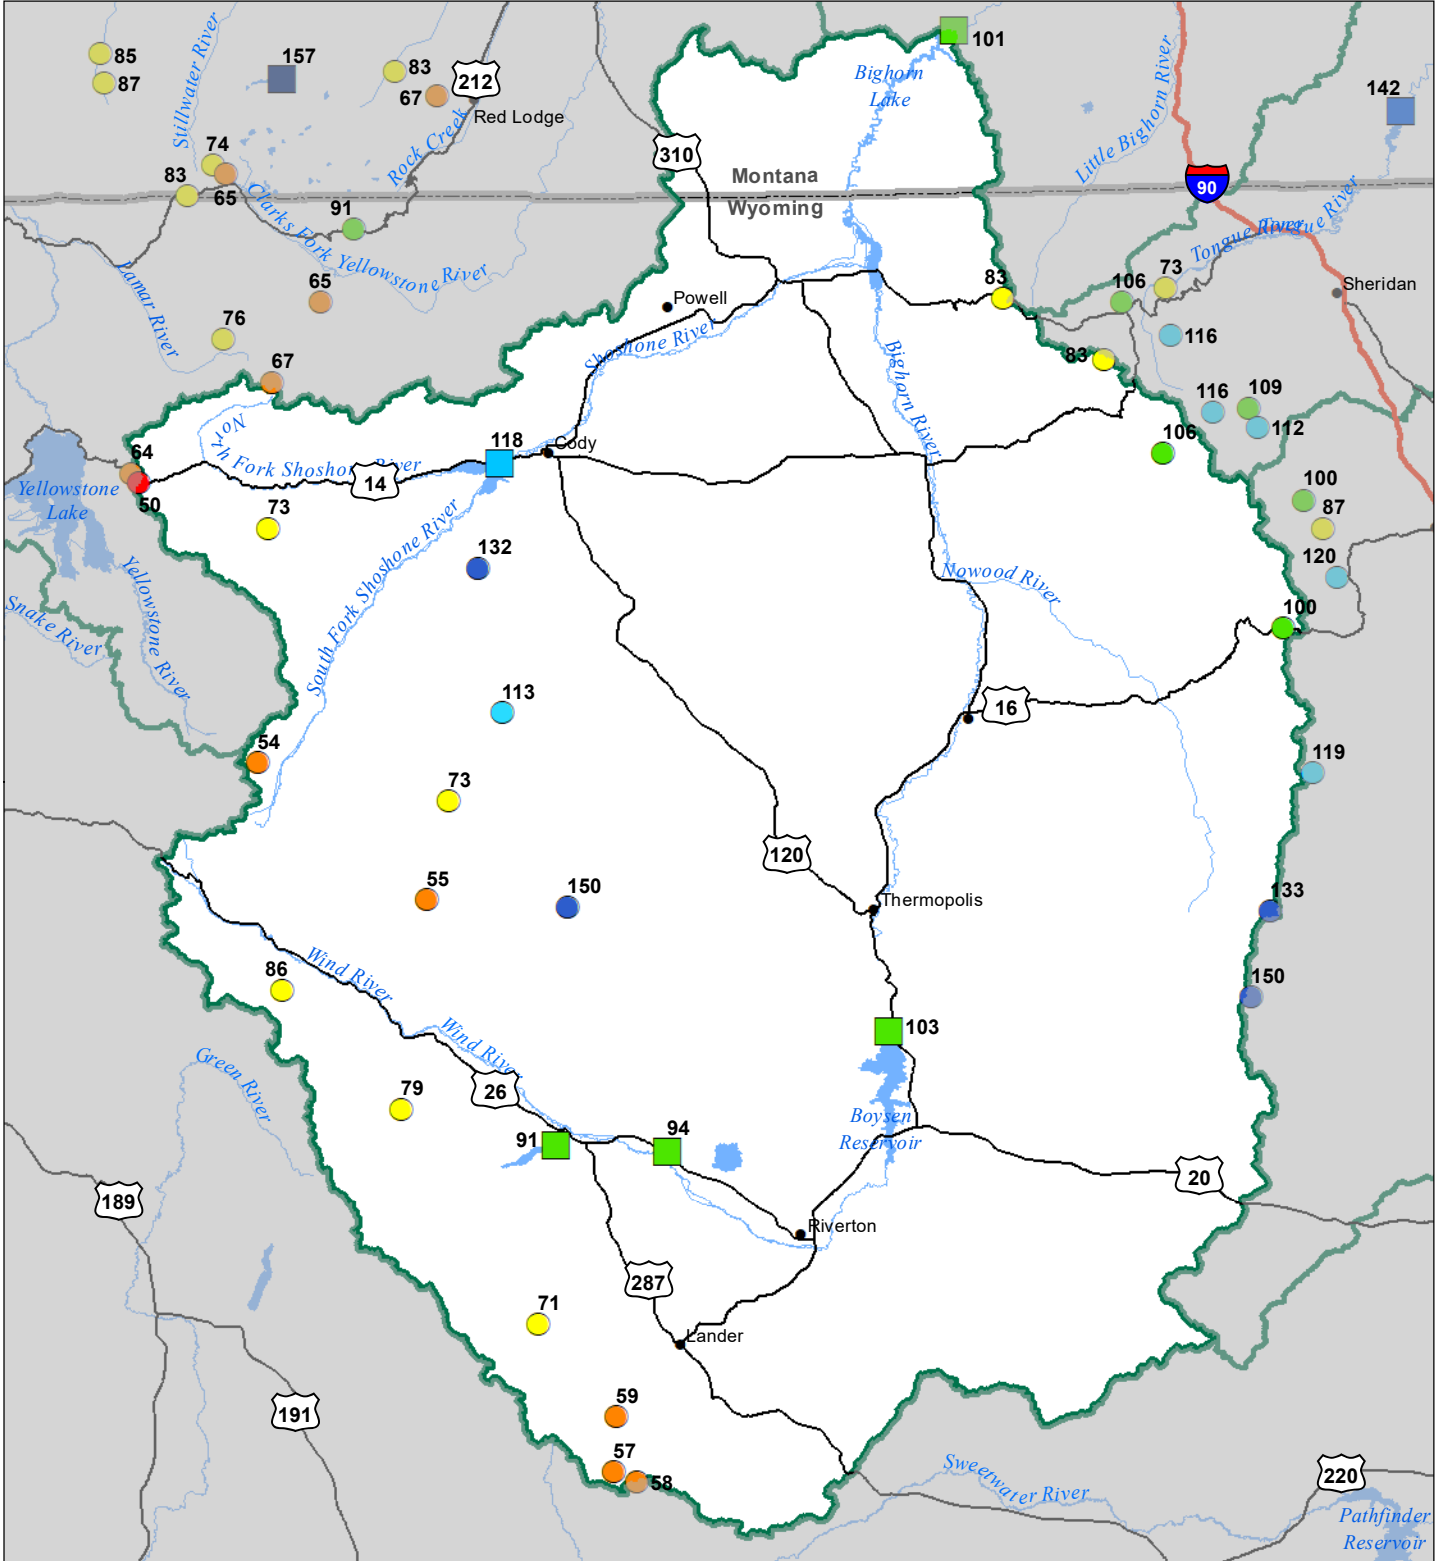 85
87
Stillwater River
157
83
67
212
Red Lodge
Rock Creek
101
Bighorn
Lake
Little Bighorn River
142
74
83
65
91
Clarks Fork Yellowstone River
310
Montana
Wyoming
90
Tongue River
Tongue River
Lamar River
65
76
67
Powell
Shoshone River
83
106
73
Sheridan
116
83
Bighorn River
116
109
112
106
64
50
Yellowstone
Lake
North Fork Shoshone River
14
118
Cody
73
132
100
87
120
100
Nowood River
Yellowstone River
Snake River
South Fork Shoshone River
113
16
54
73
119
120
55
150
Thermopolis
133
150
86
Wind River
103
Wind River
Green River
26
79
91
94
Boysen
Reservoir
20
189
Riverton
287
71
Lander
191
59
57
58
Sweetwater River
220
Pathfinder
Reservoir